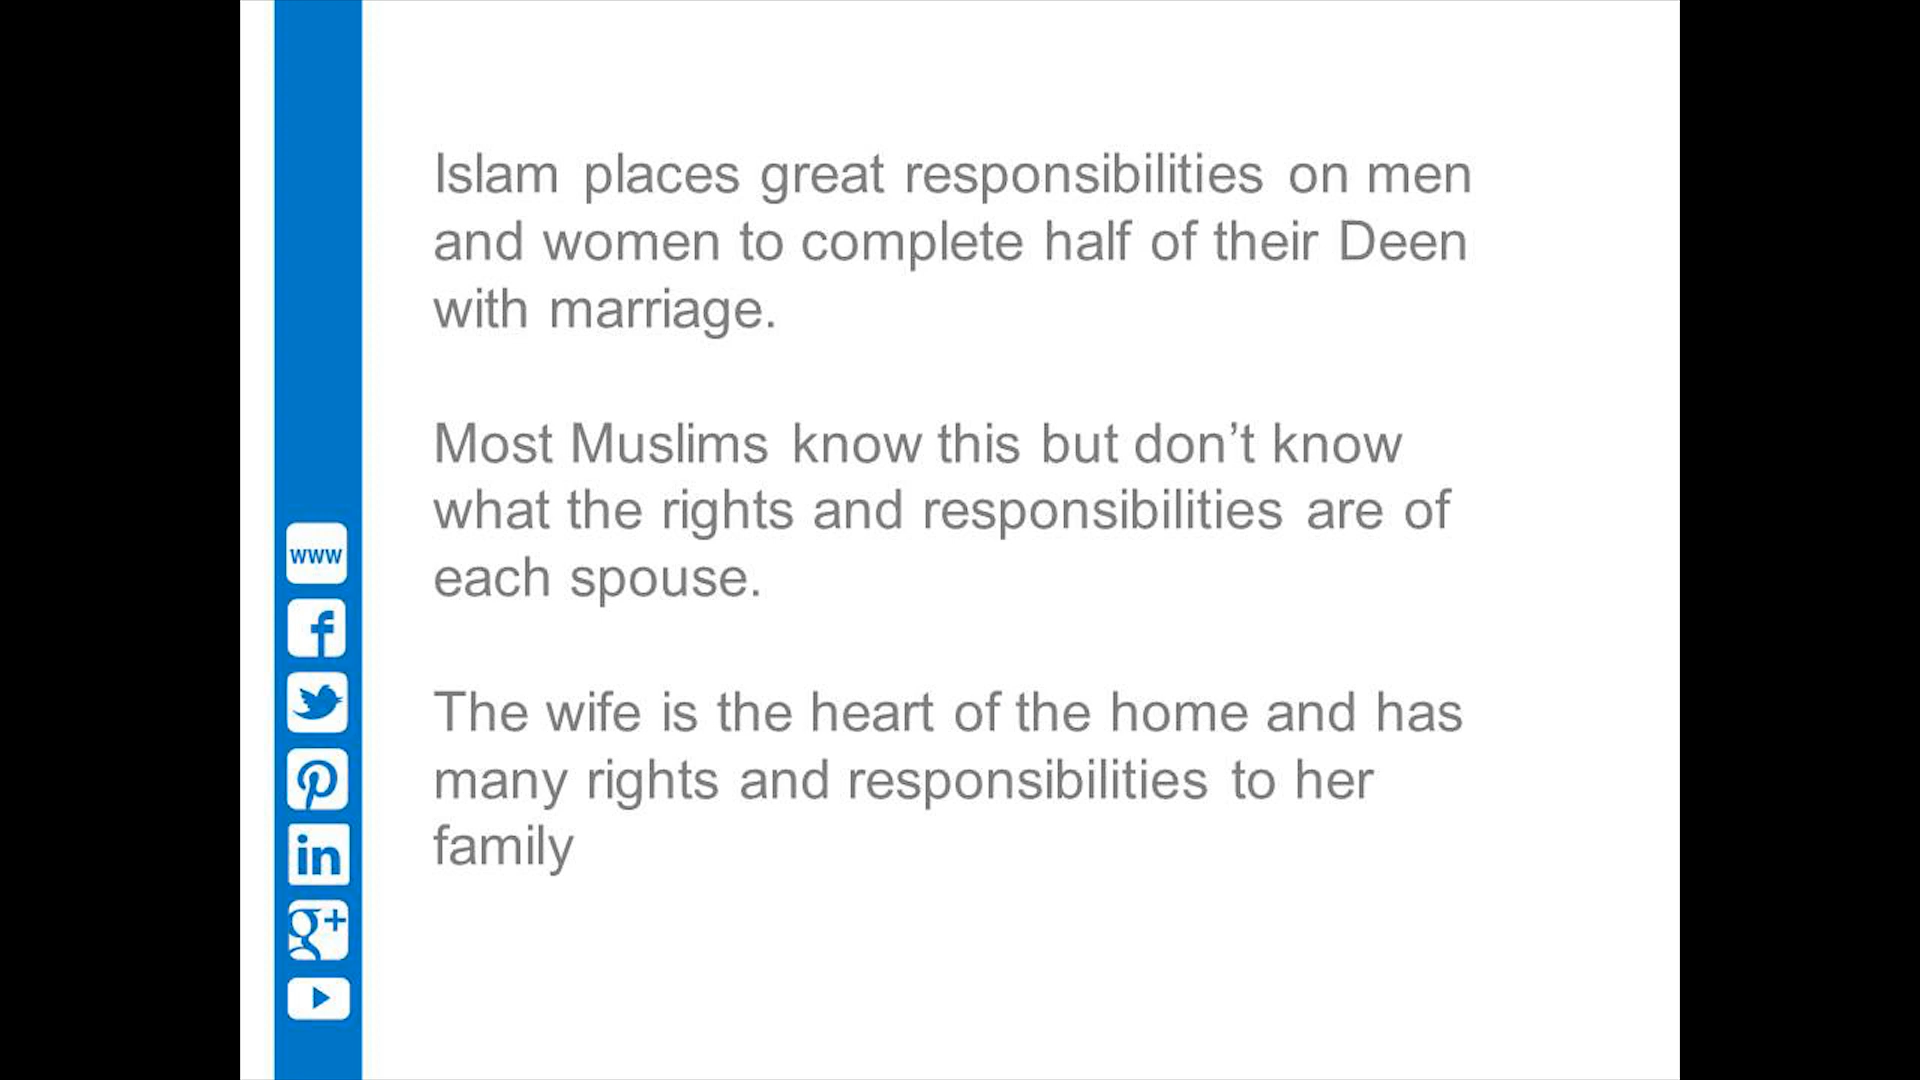 Islam places great responsibilities on men
and women to complete half of their Deen
with marriage.
Most Muslims know this but don’t know
what the rights and responsibilities are of
each spouse.
The wife is the heart of the home and has
many rights and responsibilities to her
family
www
f
in
g+